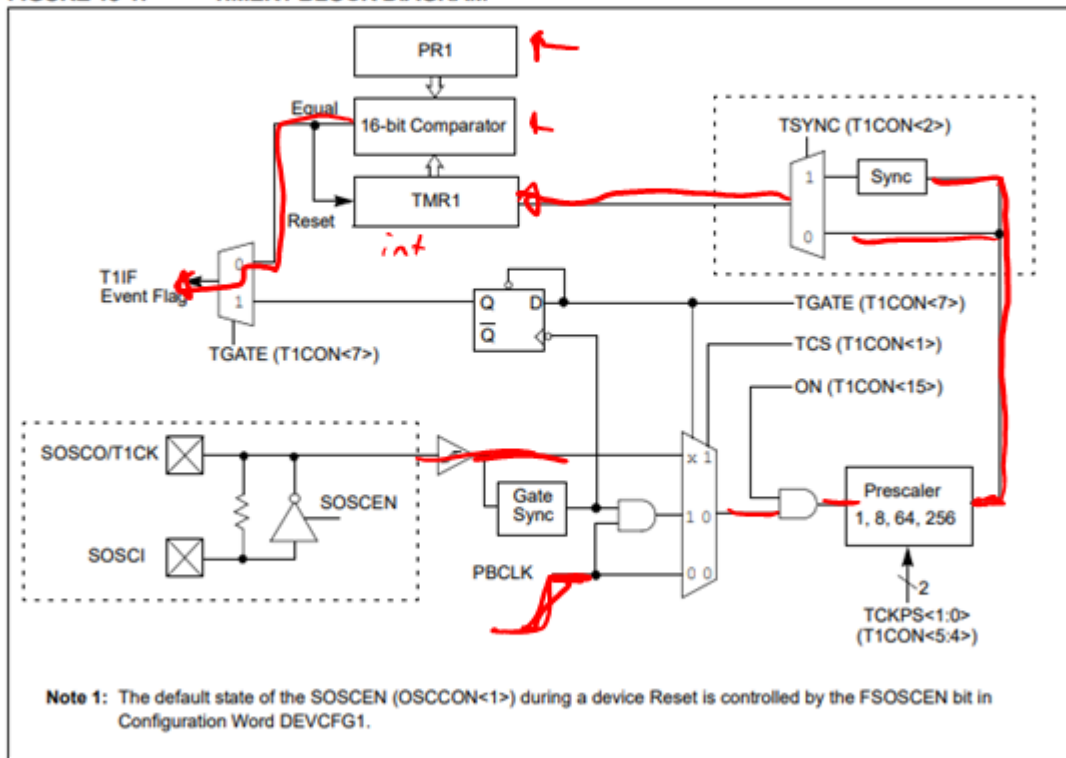 PR1
Equal
16-bit Comparator
TSYNC (T1CON<2>)
1
Sync
TMR1
Reset
0
int
0
T1IF
Event Flag
1
Q
D
Q
TGATE (T1CON<7>)
TGATE (T1CON<7>)
TCS (T1CON<1>)
ON (T1CON<15>)
SOSCO/T1CK
x 1
Gate
Sync
Prescaler
1, 8, 64, 256
SOSCEN
1 0
SOSCI
PBCLK
0 0
2
TCKPS<1:0>
(T1CON<5:4>)
Note 1: The default state of the SOSCEN (OSCCON<1>) during a device Reset is controlled by the FSOSCEN bit in
Configuration Word DEVCFG1.